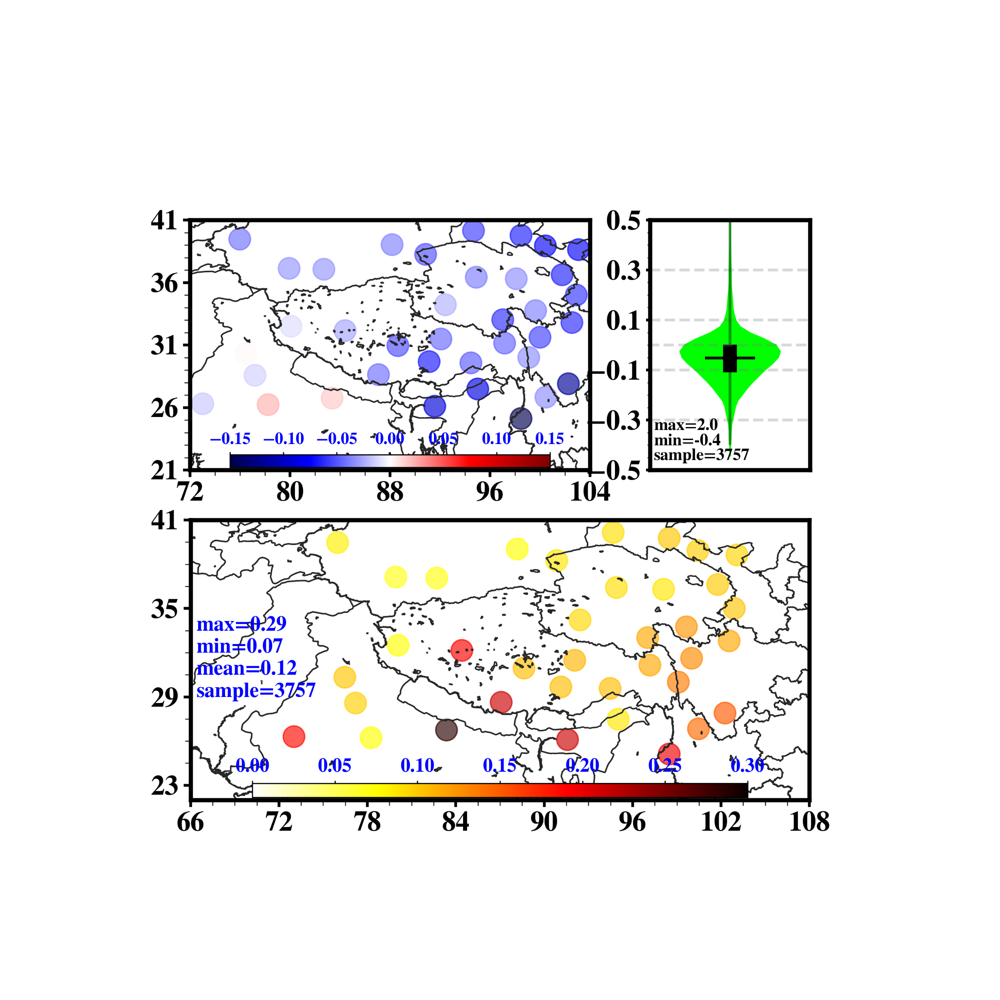 41
36
31
26
21
−0.15 −0.10 −0.05 0.00 0.05 0.10 0.15
72 80 88 96 104
0.5
0.3
0.1
−0.1
−0.3
−0.5
max=2.0
min=-0.4
sample=3757
41
35
29
23
max=0.29
min=0.07
mean=0.12
sample=3757
0.00 0.05 0.10 0.15 0.20 0.25 0.30
66 72 78 84 90 96 102 108